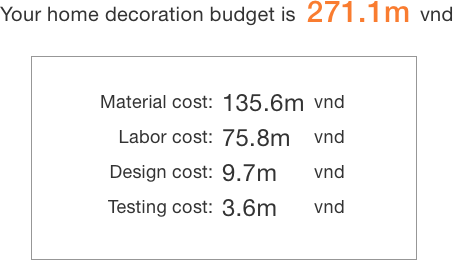 Your home decoration budget is 271.1m vnd
Material cost: 135.6m vnd
Labor cost: 75.8m vnd
Design cost: 9.7m vnd
Testing cost: 3.6m vnd